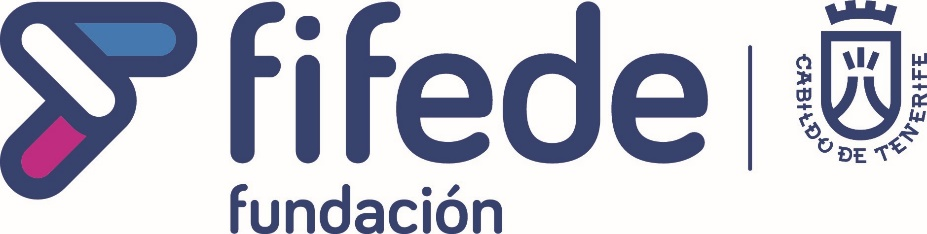 fifede
fundación
CABILDO DE TENERIFE